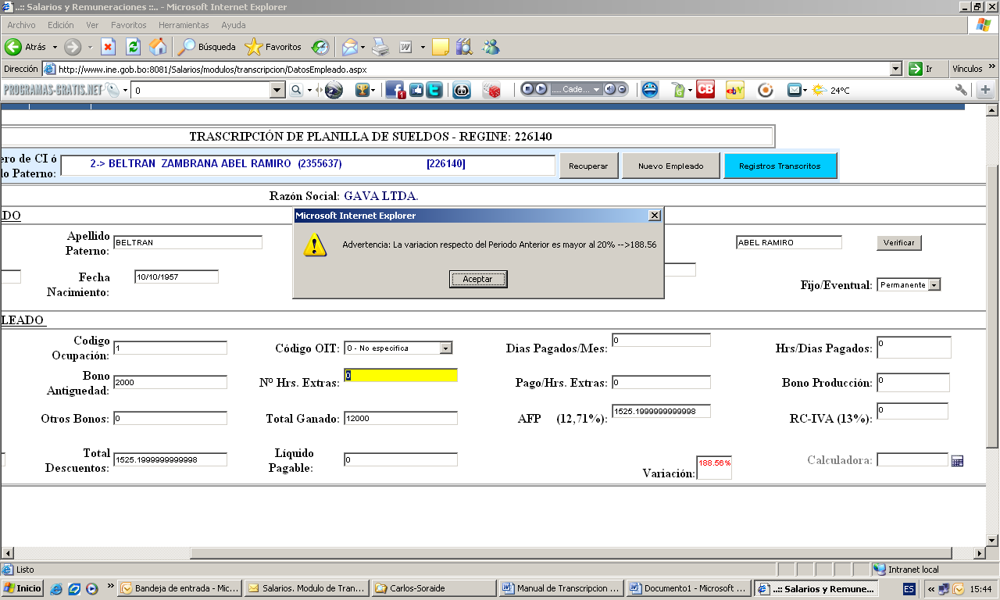 ..:: Salarios y Remuneraciones ::.. - Microsoft Internet Explorer
Archivo Edición Ver Favoritos Herramientas Ayuda
Atrás Búsqueda Favoritos
Dirección http://www.ine.gob.bo:8081/Salarios/modulos/transcripcion/DatosEmpleado.aspx Ir Vínculos »
PROGRAMAS-GRATIS.NET 0 1 ..... Cade... CB eBY 24°C
TRASCRIPCIÓN DE PLANILLA DE SUELDOS - REGINE: 226140
ero de CI ó
lo Paterno:
2-> BELTRAN ZAMBRANA ABEL RAMIRO (2355637) [226140] Recuperar Nuevo Empleado Registros Transcritos
Razón Social: GAVA LTDA.
DO
Microsoft Internet Explorer
Advertencia: La variacion respecto del Periodo Anterior es mayor al 20% -->188.56
Aceptar
Apellido
Paterno:
BELTRAN ABEL RAMIRO Verificar
Fecha
Nacimiento:
10/10/1957 Fijo/Eventual: Permanente
LEADO
Codigo
Ocupación:
1 Código OIT: 0 - No especifica Dias Pagados/Mes: 0 Hrs/Dias Pagados: 0
Bono
Antiguedad:
2000 Nº Hrs. Extras: 0 Pago/Hrs. Extras: 0 Bono Producción: 0
Otros Bonos: 0 Total Ganado: 12000 AFP (12,71%): 1525.1999999999998 RC-IVA (13%): 0
Total
Descuentos:
1525.1999999999998 Líquido
Pagable:
0 Variación: 188.56% Calculadora:
Listo Intranet local
Inicio » Bandeja de entrada - Mic... Salarios. Modulo de Tran... Carlos-Soraide Manual de Transcripcion ... Documento1 - Microsoft ... ..:: Salarios y Remune... ES « 15:44